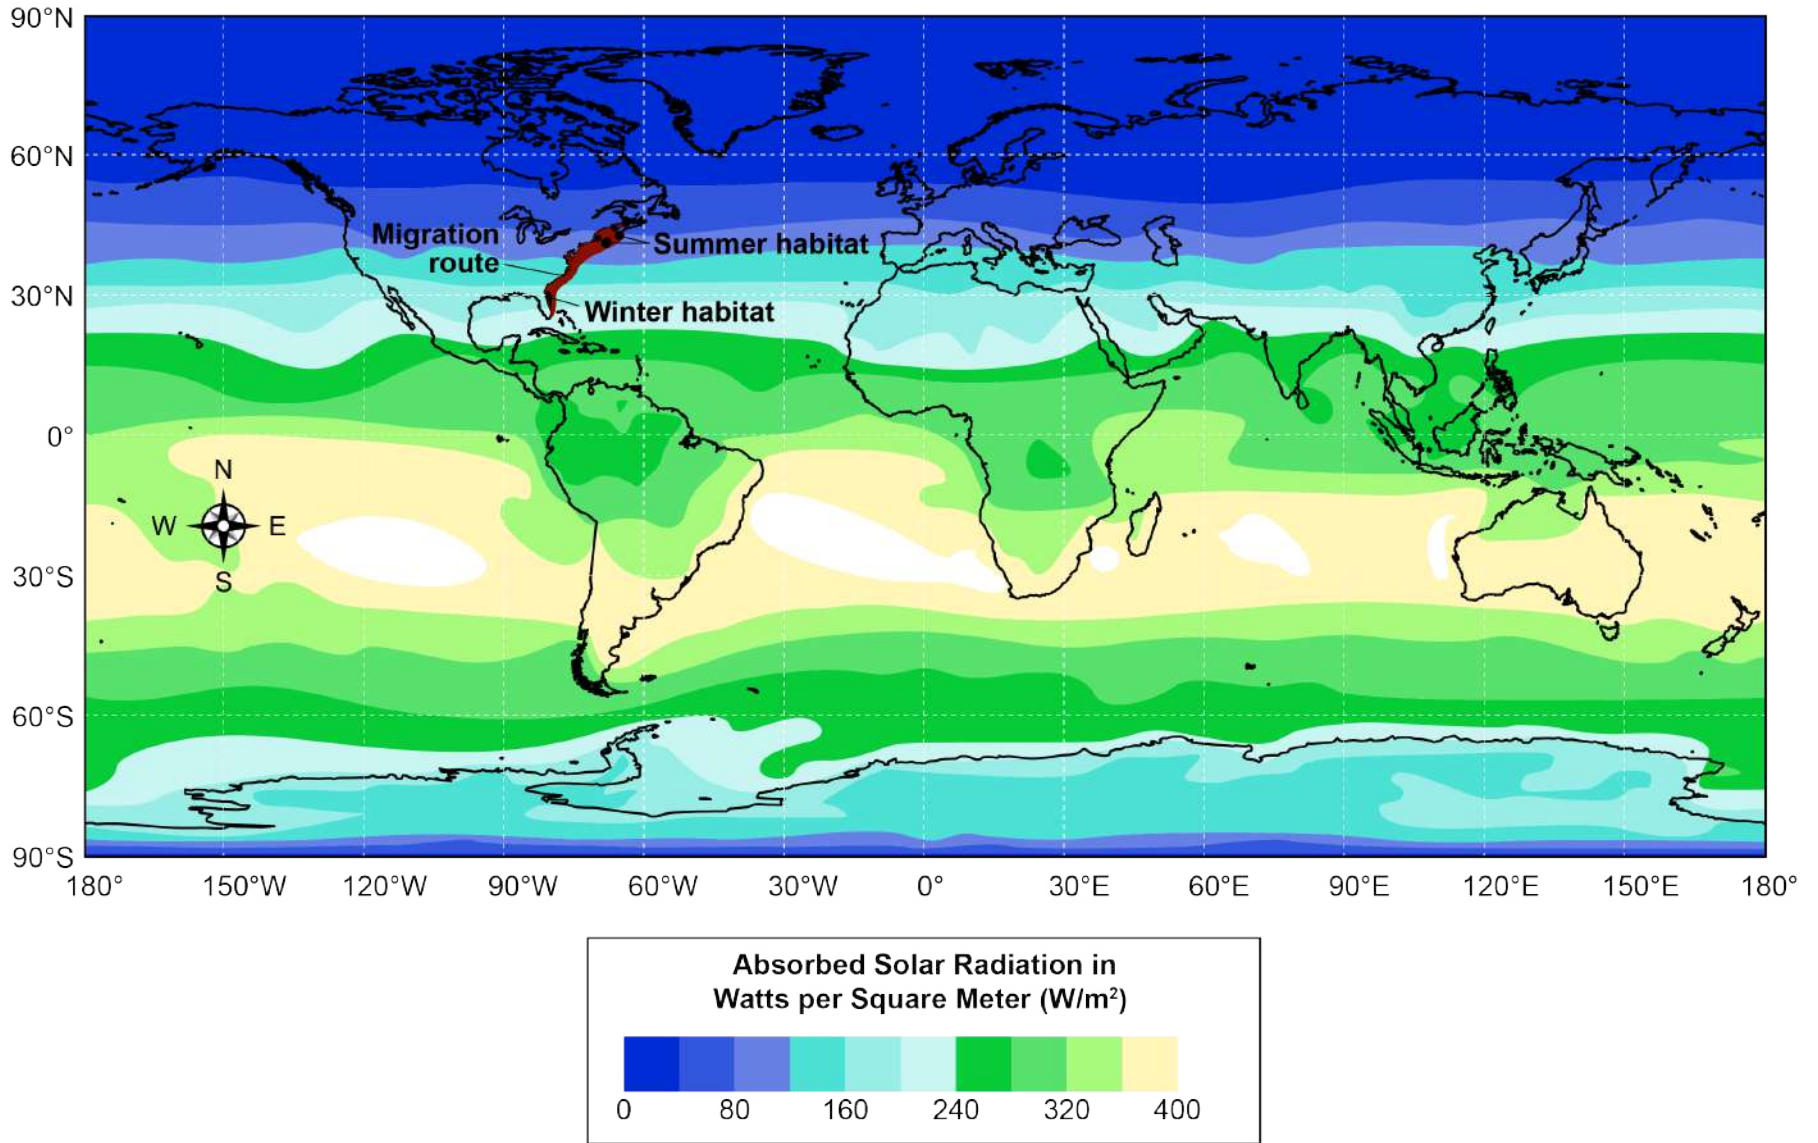 90°N
60°N
30°N
0°
30°S
60°S
90°S
Migration
route
Summer habitat
Winter habitat
N
W
E
S
180°
150°W
120°W
90°W
60°W
30°W
0°
30°E
60°E
90°E
120°E
150°E
180°
Absorbed Solar Radiation in
Watts per Square Meter (W/m²)
0
80
160
240
320
400